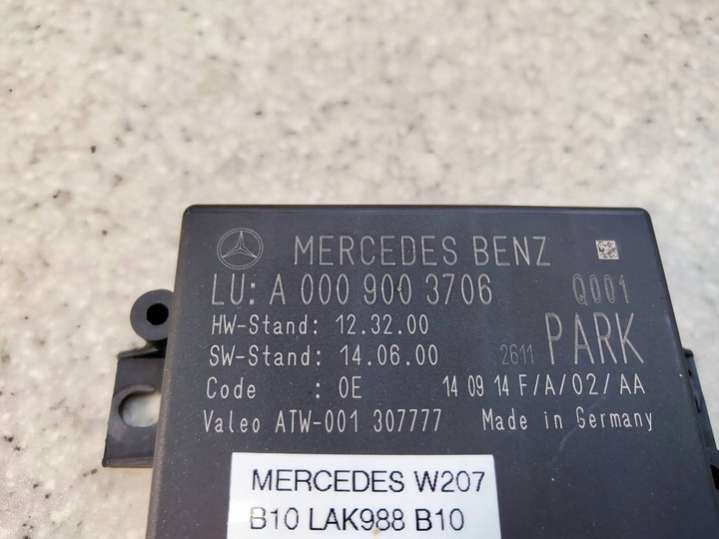 MERCEDES BENZ
LU: A 000 900 3706 Q001
HW-Stand: 12.32.00
SW-Stand: 14.06.00 2611 PARK
Code : 0E 14 09 14 F/A/02/AA
Valeo ATW-001 307777 Made in Germany
MERCEDES W207
B10 LAK988 B10